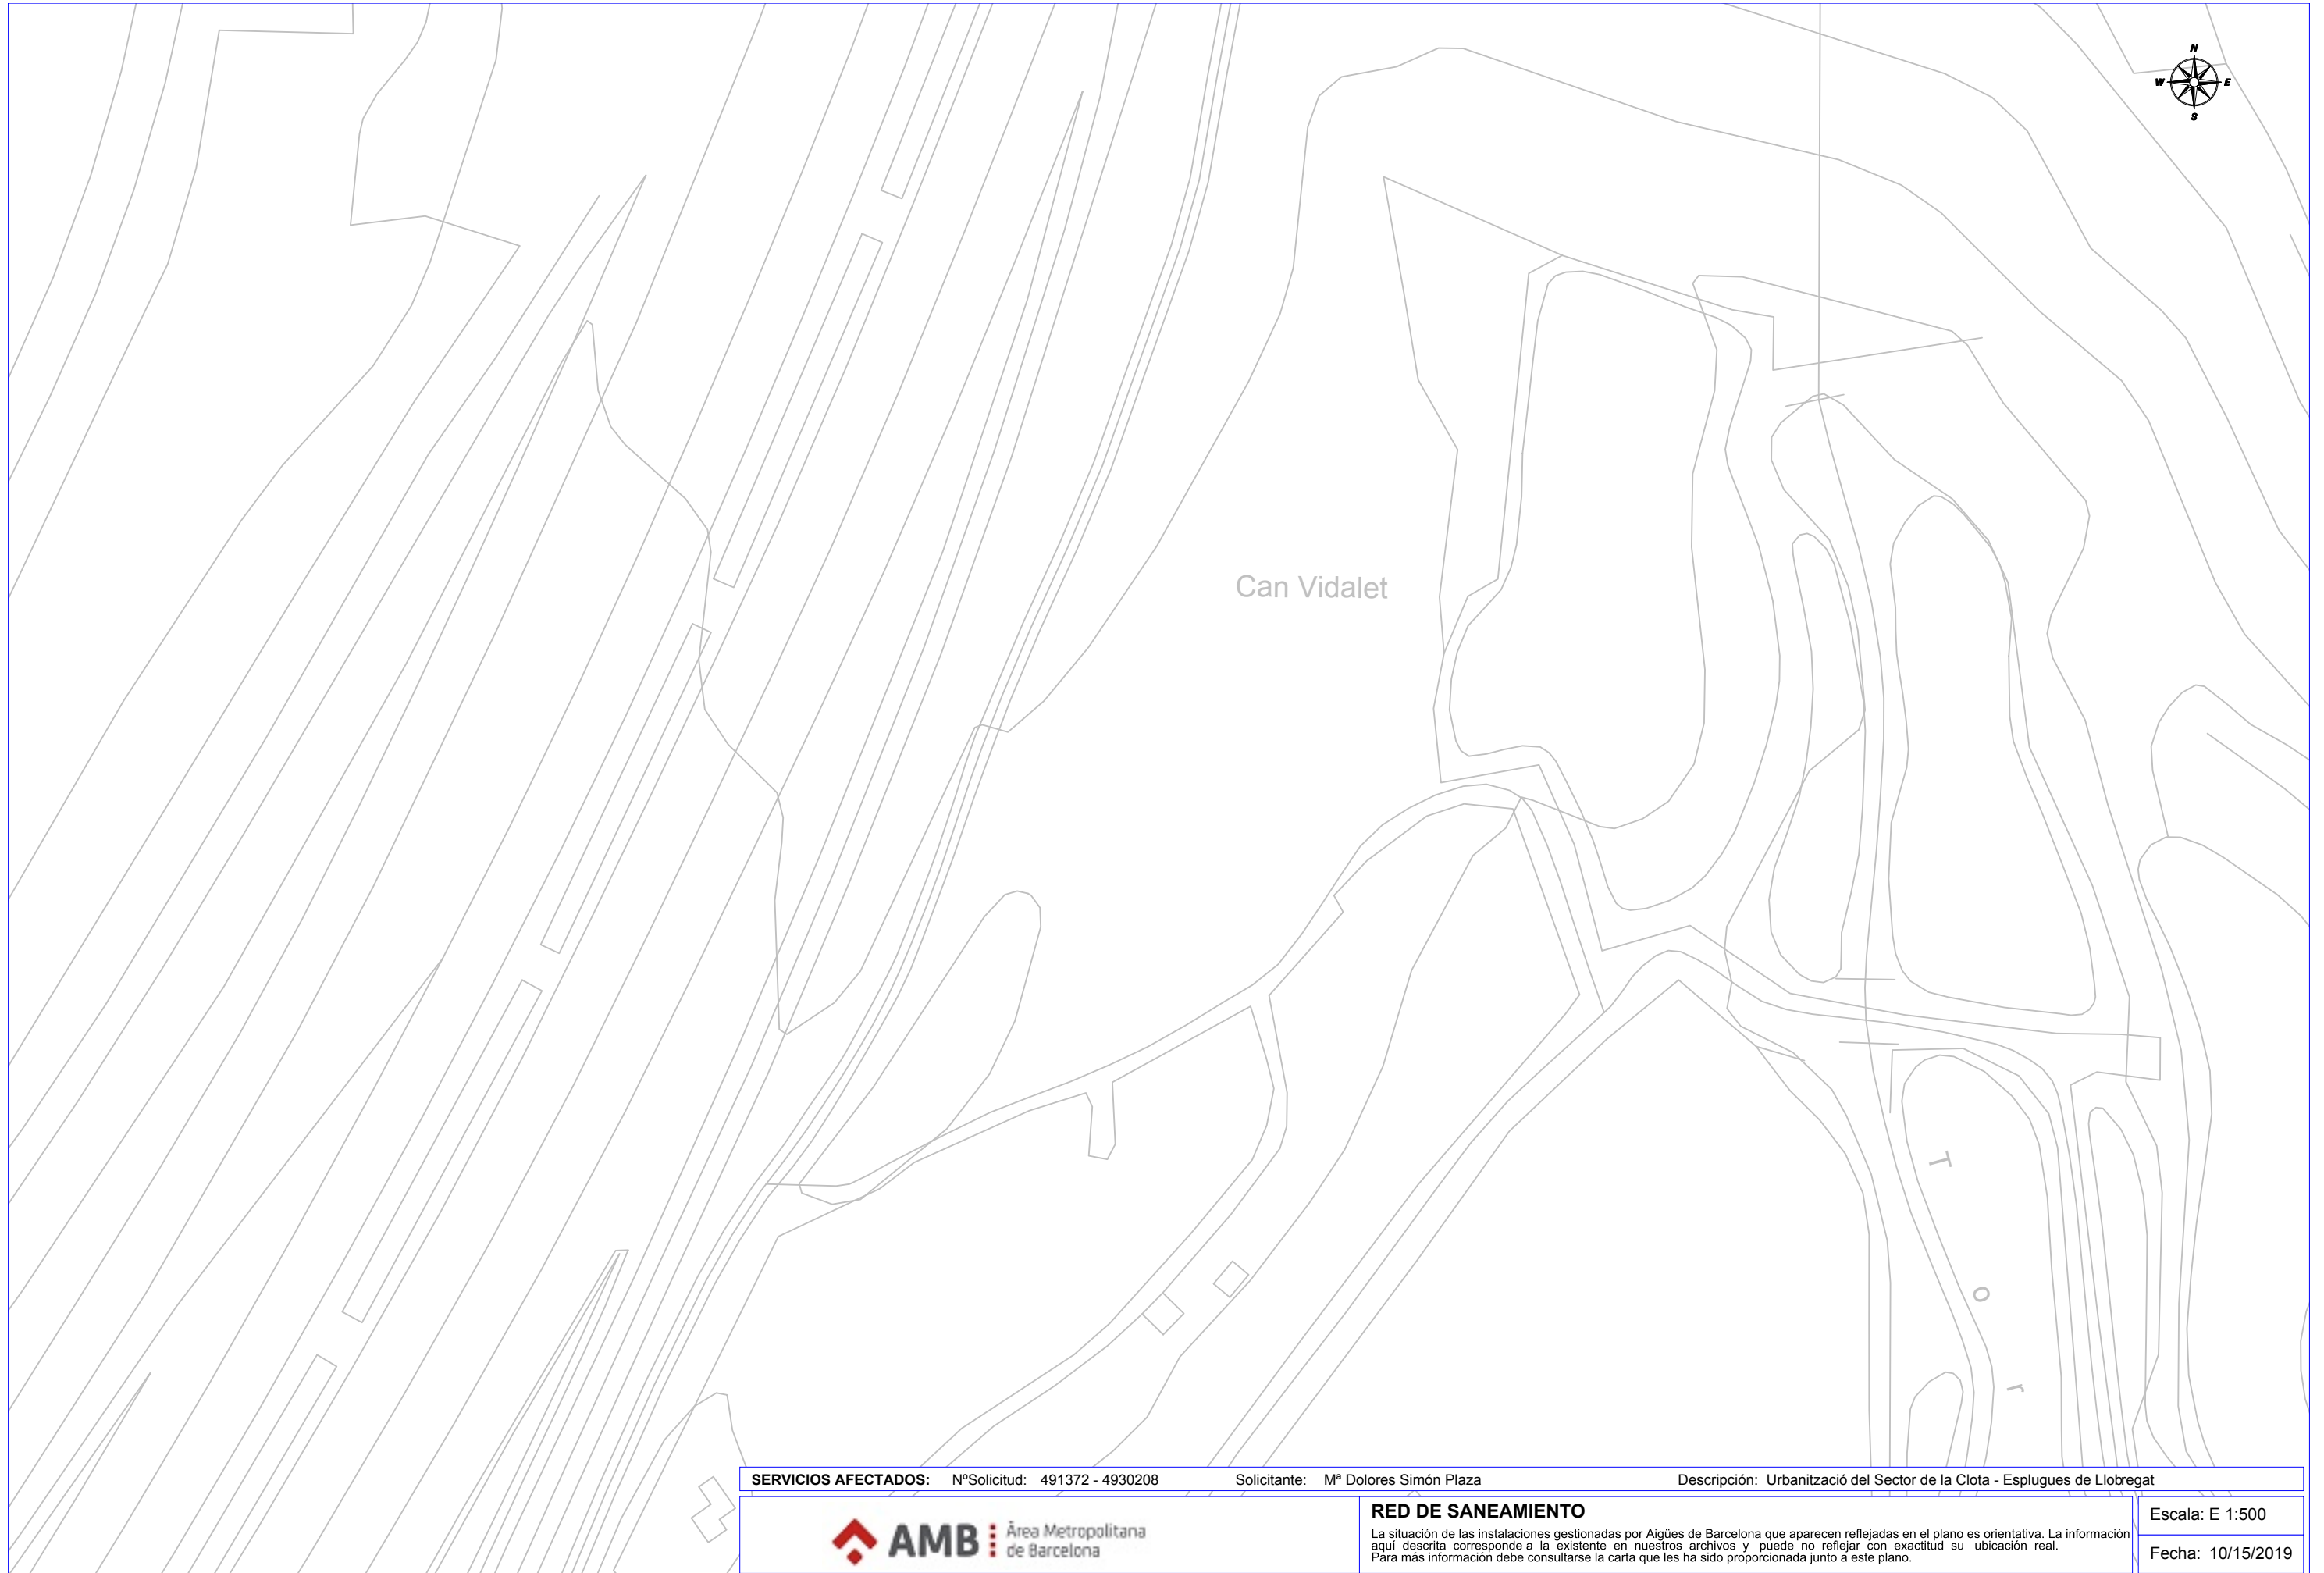 N
W E
S
Can Vidalet
T
o
r
SERVICIOS AFECTADOS: NºSolicitud: 491372 - 4930208 Solicitante: Mª Dolores Simón Plaza Descripción: Urbanització del Sector de la Clota - Esplugues de Llobregat
AMB Àrea Metropolitana
de Barcelona
RED DE SANEAMIENTO
La situación de las instalaciones gestionadas por Aigües de Barcelona que aparecen reflejadas en el plano es orientativa. La información
aquí descrita corresponde a la existente en nuestros archivos y puede no reflejar con exactitud su ubicación real.
Para más información debe consultarse la carta que les ha sido proporcionada junto a este plano.
Escala: E 1:500
Fecha: 10/15/2019